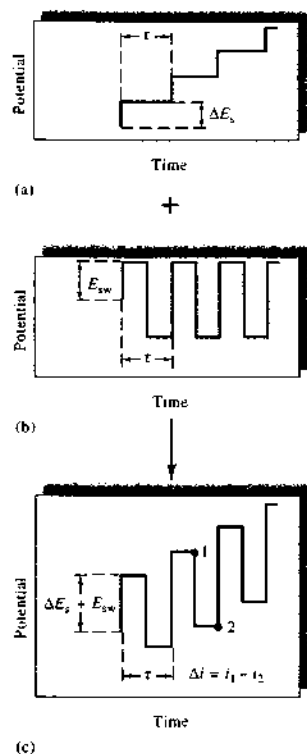 Potential
τ
ΔE_s
Time
(a)
+
Potential
E_sw
τ
Time
(b)
Potential
ΔE_s + E_sw
1
2
τ
Δi = i_1 - i_2
Time
(c)